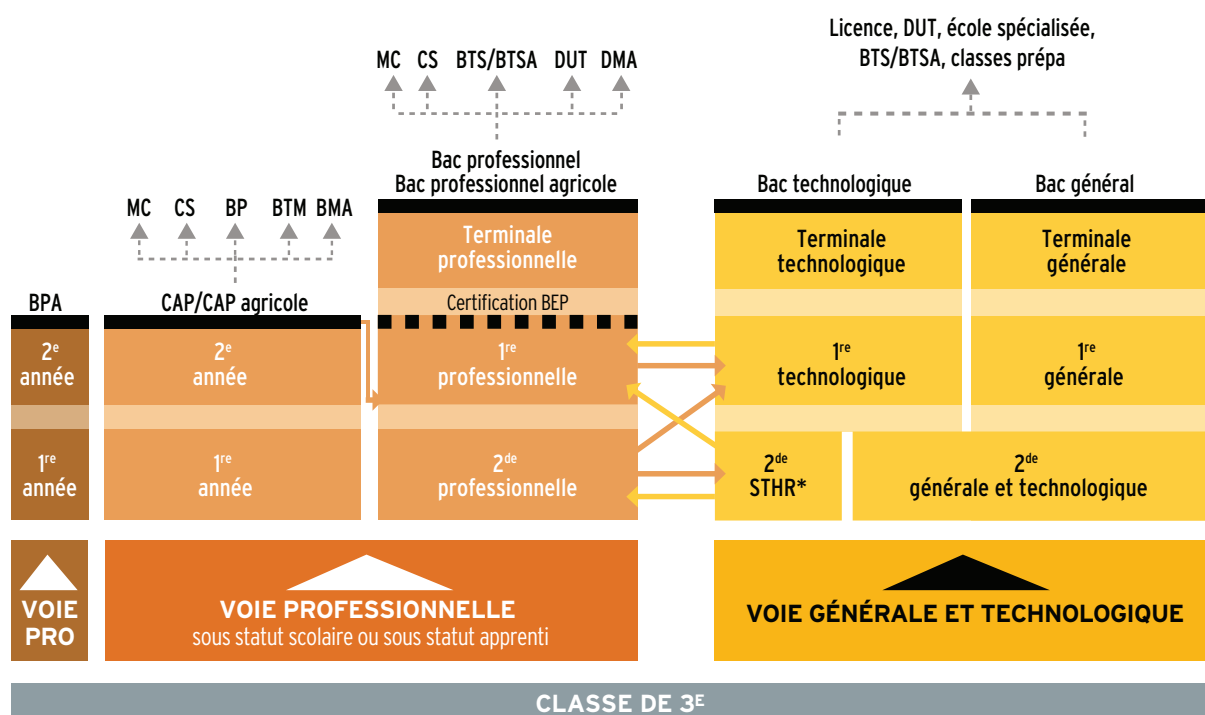 Licence, DUT, école spécialisée,
BTS/BTSA, classes prépa
MC CS BTS/BTSA DUT DMA
Bac professionnel
Bac professionnel agricole
Bac technologique
Bac général
MC CS BP BTM BMA
Terminale
professionnelle
Terminale
technologique
Terminale
générale
BPA
CAP/CAP agricole
Certification BEP
2e
année
2e
année
1re
professionnelle
1re
technologique
1re
générale
1re
année
1re
année
2de
professionnelle
2de
STHR*
2de
générale et technologique
VOIE
PRO
VOIE PROFESSIONNELLE
sous statut scolaire ou sous statut apprenti
VOIE GÉNÉRALE ET TECHNOLOGIQUE
CLASSE DE 3E